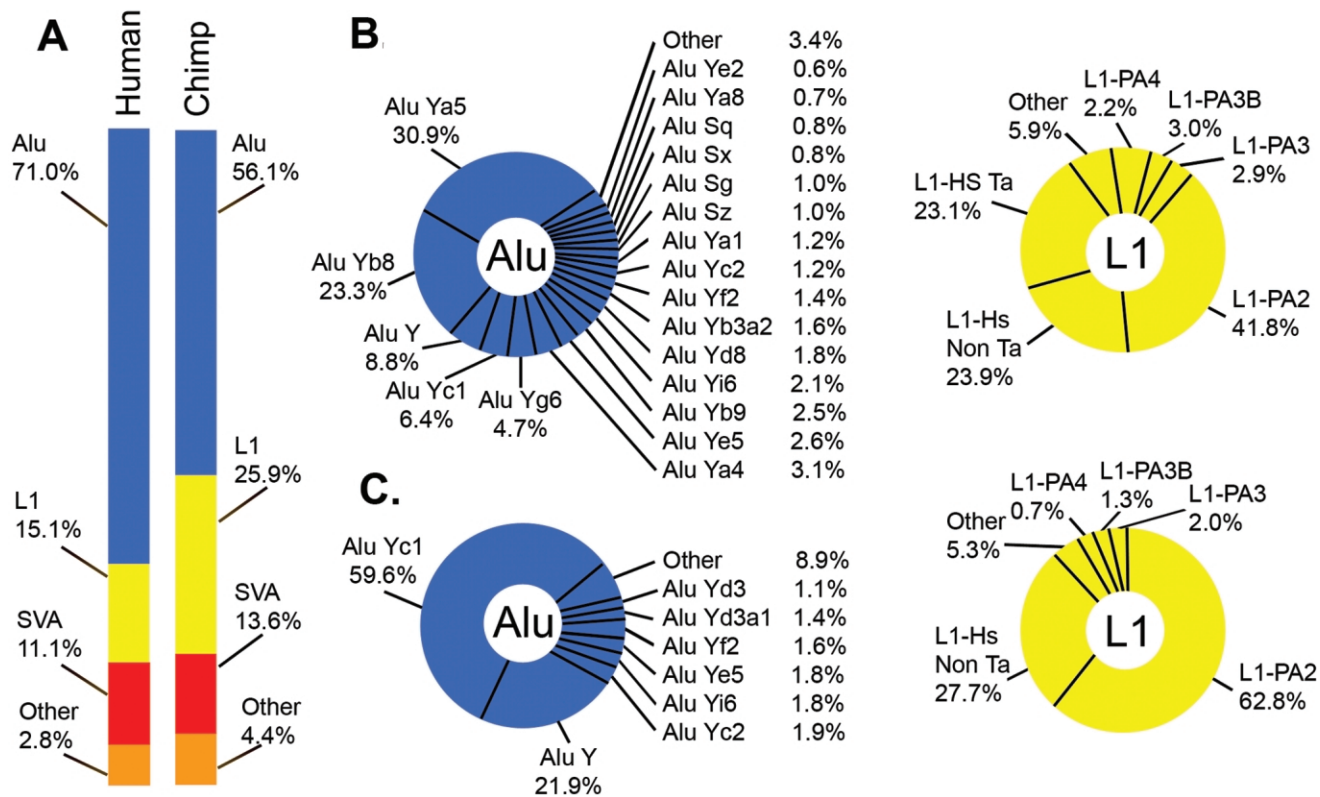 A
Human
Chimp
Alu
71.0%
Alu
56.1%
L1
25.9%
L1
15.1%
SVA
13.6%
SVA
11.1%
Other
4.4%
Other
2.8%
B
Alu
Alu Ya5
30.9%
Alu Yb8
23.3%
Alu Y
8.8%
Alu Yc1
6.4%
Alu Yg6
4.7%
Other 3.4%
Alu Ye2 0.6%
Alu Ya8 0.7%
Alu Sq 0.8%
Alu Sx 0.8%
Alu Sg 1.0%
Alu Sz 1.0%
Alu Ya1 1.2%
Alu Yc2 1.2%
Alu Yf2 1.4%
Alu Yb3a2 1.6%
Alu Yd8 1.8%
Alu Yi6 2.1%
Alu Yb9 2.5%
Alu Ye5 2.6%
Alu Ya4 3.1%
L1
L1-PA4
2.2%
L1-PA3B
3.0%
L1-PA3
2.9%
Other
5.9%
L1-HS Ta
23.1%
L1-Hs
Non Ta
23.9%
L1-PA2
41.8%
C.
Alu
Alu Yc1
59.6%
Alu Y
21.9%
Other 8.9%
Alu Yd3 1.1%
Alu Yd3a1 1.4%
Alu Yf2 1.6%
Alu Ye5 1.8%
Alu Yi6 1.8%
Alu Yc2 1.9%
L1
L1-PA3B
1.3%
L1-PA4
0.7%
L1-PA3
2.0%
Other
5.3%
L1-Hs
Non Ta
27.7%
L1-PA2
62.8%